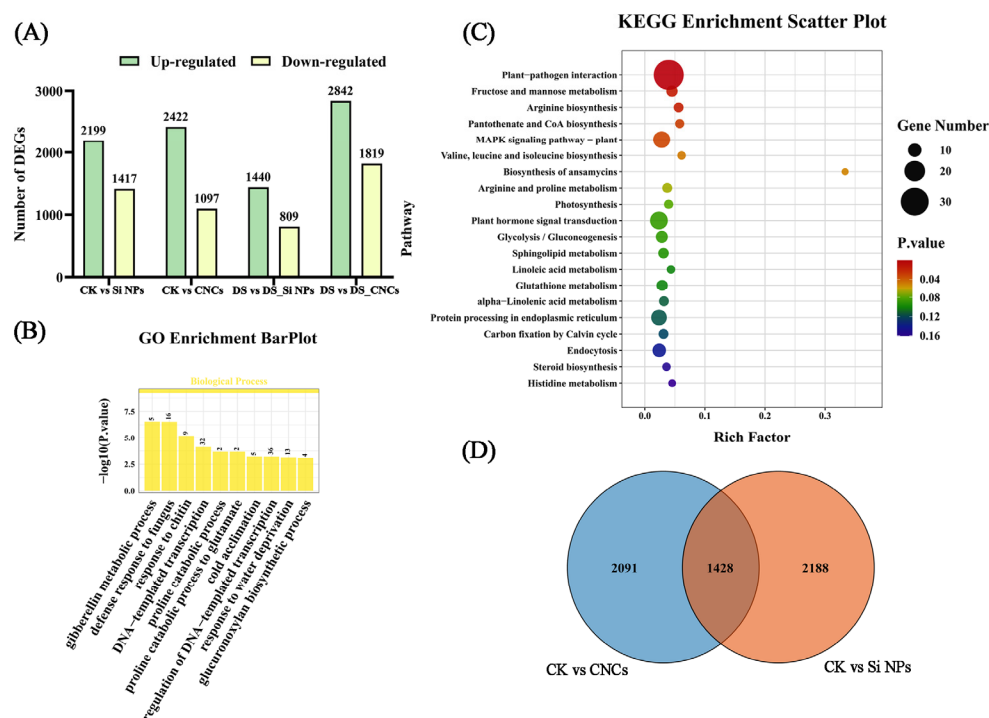 (A)
Up-regulated Down-regulated
Number of DEGs
3000
2000
1000
0
2199
1417
2422
1097
1440
809
2842
1819
CK vs Si NPs
CK vs CNCs
DS vs DS_Si NPs
DS vs DS_CNCs
(B)
GO Enrichment BarPlot
Biological Process
−log10(P.value)
7.5
5.0
2.5
0.0
5
16
9
32
2
2
5
36
13
4
gibberellin metabolic process
defense response to fungus
response to chitin
DNA−templated transcription
proline catabolic process
proline catabolic process to glutamate
cold acclimation
regulation of DNA−templated transcription
response to water deprivation
glucuronoxylan biosynthetic process
(C)
KEGG Enrichment Scatter Plot
Pathway
Plant−pathogen interaction
Fructose and mannose metabolism
Arginine biosynthesis
Pantothenate and CoA biosynthesis
MAPK signaling pathway − plant
Valine, leucine and isoleucine biosynthesis
Biosynthesis of ansamycins
Arginine and proline metabolism
Photosynthesis
Plant hormone signal transduction
Glycolysis / Gluconeogenesis
Sphingolipid metabolism
Linoleic acid metabolism
Glutathione metabolism
alpha−Linolenic acid metabolism
Protein processing in endoplasmic reticulum
Carbon fixation by Calvin cycle
Endocytosis
Steroid biosynthesis
Histidine metabolism
0.0 0.1 0.2 0.3
Rich Factor
Gene Number
10
20
30
P.value
0.04
0.08
0.12
0.16
(D)
2091
1428
2188
CK vs CNCs
CK vs Si NPs